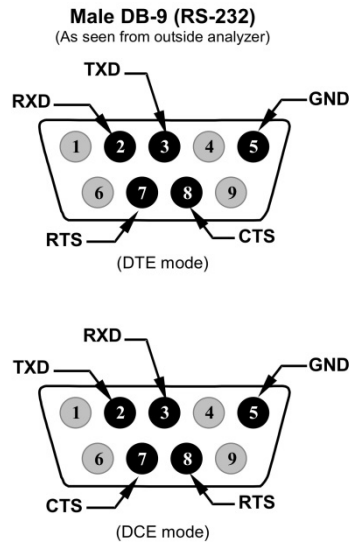 Male DB-9 (RS-232)
(As seen from outside analyzer)
TXD
RXD
GND
1 2 3 4 5
6 7 8 9
RTS
CTS
(DTE mode)
RXD
TXD
GND
1 2 3 4 5
6 7 8 9
CTS
RTS
(DCE mode)